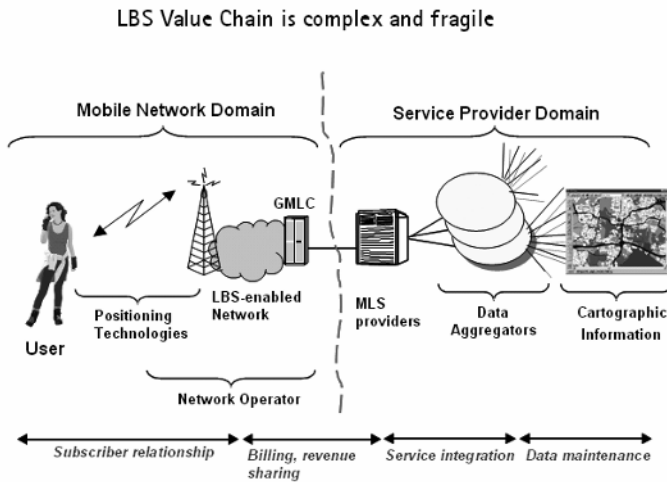 LBS Value Chain is complex and fragile
Mobile Network Domain
Service Provider Domain
GMLC
LBS-enabled
Network
MLS
providers
Positioning
Technologies
Data
Aggregators
Cartographic
Information
User
Network Operator
Subscriber relationship
Billing, revenue
sharing
Service integration
Data maintenance